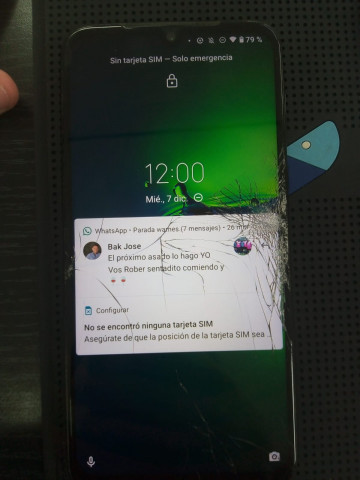 79 %
Sin tarjeta SIM — Solo emergencia
12:00
Mié., 7 dic.
WhatsApp • Parada warnes (7 mensajes) • 26 m
Bak Jose
El próximo asado lo hago YO
Vos Rober sentadito comiendo y
Configurar
No se encontró ninguna tarjeta SIM
Asegúrate de que la posición de la tarjeta SIM sea ...